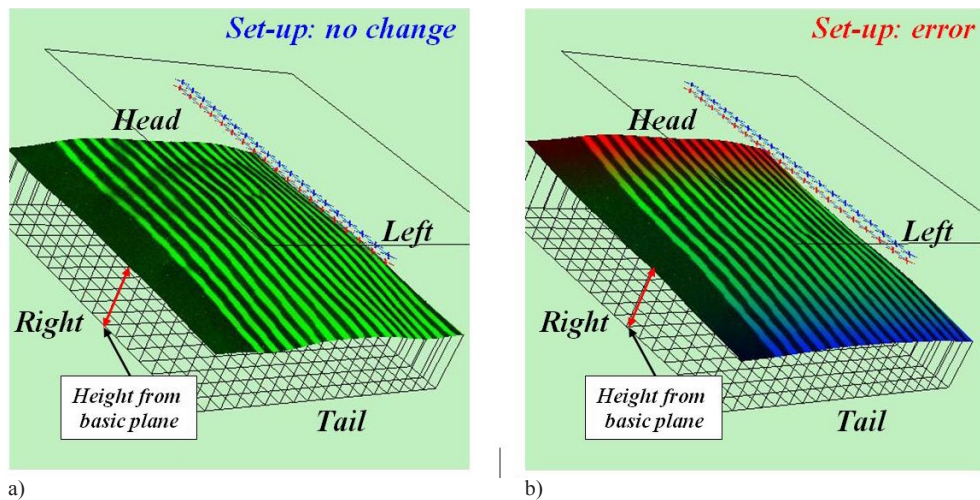 Set-up: no change
Head
Left
Right
Height from
basic plane
Tail
a)
Set-up: error
Head
Left
Right
Height from
basic plane
Tail
b)